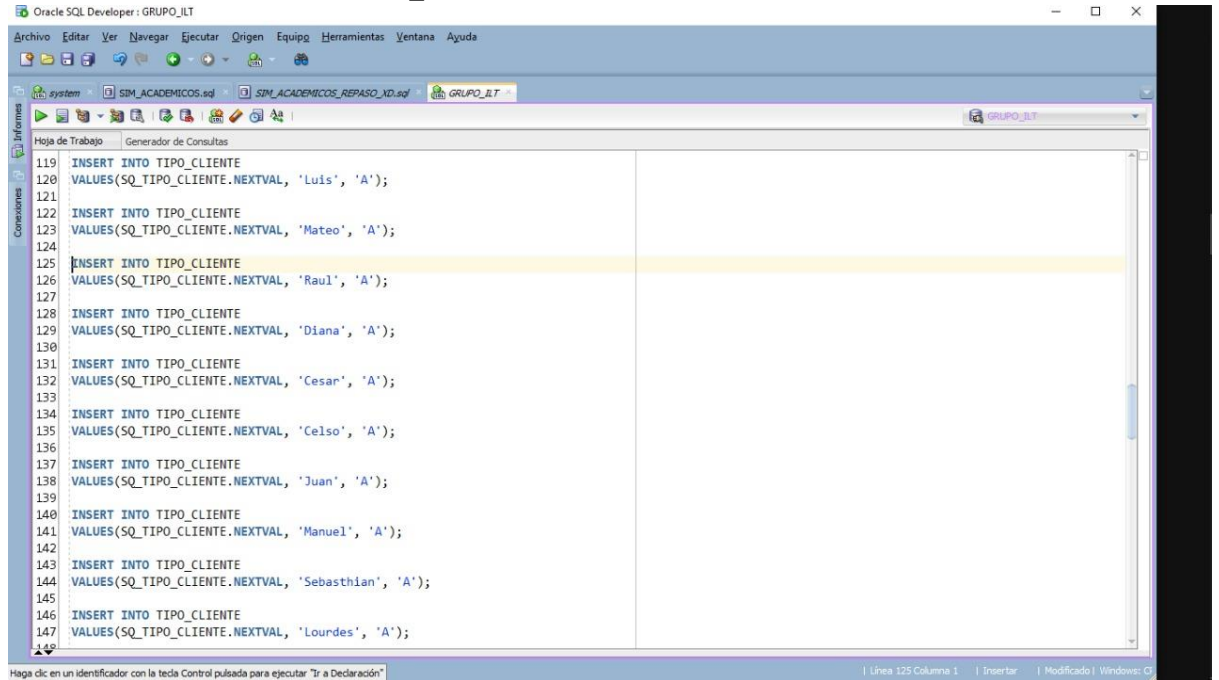 Oracle SQL Developer : GRUPO_ILT
Archivo Editar Ver Navegar Ejecutar Origen Equipo Herramientas Ventana Ayuda
system SIM_ACADEMICOS.sql SIM_ACADEMICOS_REPASO_XD.sql GRUPO_ILT
GRUPO_ILT
Informes
Conexiones
Hoja de Trabajo Generador de Consultas
119 INSERT INTO TIPO_CLIENTE
120 VALUES(SQ_TIPO_CLIENTE.NEXTVAL, 'Luis', 'A');
121
122 INSERT INTO TIPO_CLIENTE
123 VALUES(SQ_TIPO_CLIENTE.NEXTVAL, 'Mateo', 'A');
124
125 INSERT INTO TIPO_CLIENTE
126 VALUES(SQ_TIPO_CLIENTE.NEXTVAL, 'Raul', 'A');
127
128 INSERT INTO TIPO_CLIENTE
129 VALUES(SQ_TIPO_CLIENTE.NEXTVAL, 'Diana', 'A');
130
131 INSERT INTO TIPO_CLIENTE
132 VALUES(SQ_TIPO_CLIENTE.NEXTVAL, 'Cesar', 'A');
133
134 INSERT INTO TIPO_CLIENTE
135 VALUES(SQ_TIPO_CLIENTE.NEXTVAL, 'Celso', 'A');
136
137 INSERT INTO TIPO_CLIENTE
138 VALUES(SQ_TIPO_CLIENTE.NEXTVAL, 'Juan', 'A');
139
140 INSERT INTO TIPO_CLIENTE
141 VALUES(SQ_TIPO_CLIENTE.NEXTVAL, 'Manuel', 'A');
142
143 INSERT INTO TIPO_CLIENTE
144 VALUES(SQ_TIPO_CLIENTE.NEXTVAL, 'Sebasthian', 'A');
145
146 INSERT INTO TIPO_CLIENTE
147 VALUES(SQ_TIPO_CLIENTE.NEXTVAL, 'Lourdes', 'A');
Haga clic en un identificador con la tecla Control pulsada para ejecutar "Ir a Declaración" | Línea 125 Columna 1 | Insertar | Modificado | Windows: